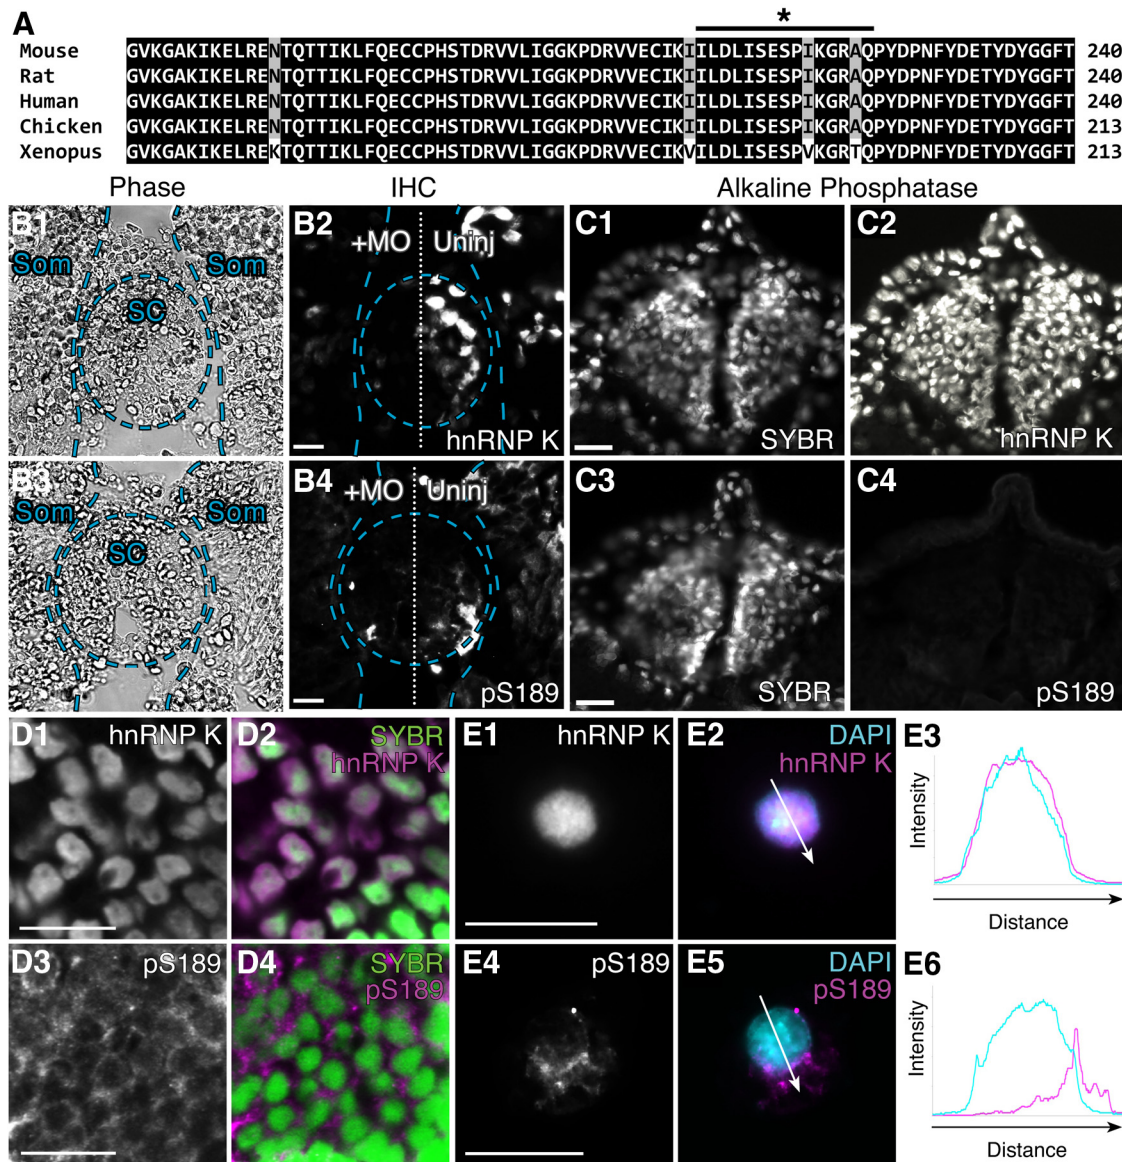 A
*
Mouse GVKGAKIKELRENTQTTIKLFQECCPHSTDRVVLIGGKPDRVVECIKIILDLISESPIKGRAQPYDPNFYDETYDYGGFT 240
Rat GVKGAKIKELRENTQTTIKLFQECCPHSTDRVVLIGGKPDRVVECIKIILDLISESPIKGRAQPYDPNFYDETYDYGGFT 240
Human GVKGAKIKELRENTQTTIKLFQECCPHSTDRVVLIGGKPDRVVECIKIILDLISESPIKGRAQPYDPNFYDETYDYGGFT 240
Chicken GVKGAKIKELRENTQTTIKLFQECCPHSTDRVVLIGGKPDRVVECIKIILDLISESPIKGRAQPYDPNFYDETYDYGGFT 213
Xenopus GVKGAKIKELREKTQTTIKLFQECCPHSTDRVVLIGGKPDRVVECIKVILDLISESPVKGRTQPYDPNFYDETYDYGGFT 213
Phase IHC Alkaline Phosphatase
B1 Som SC Som
B2 +MO Uninj hnRNP K
C1 SYBR
C2 hnRNP K
B3 Som SC Som
B4 +MO Uninj pS189
C3 SYBR
C4 pS189
D1 hnRNP K
D2 SYBR
hnRNP K
E1 hnRNP K
E2 DAPI
hnRNP K
E3
Intensity
Distance
D3 pS189
D4 SYBR
pS189
E4 pS189
E5 DAPI
pS189
E6
Intensity
Distance